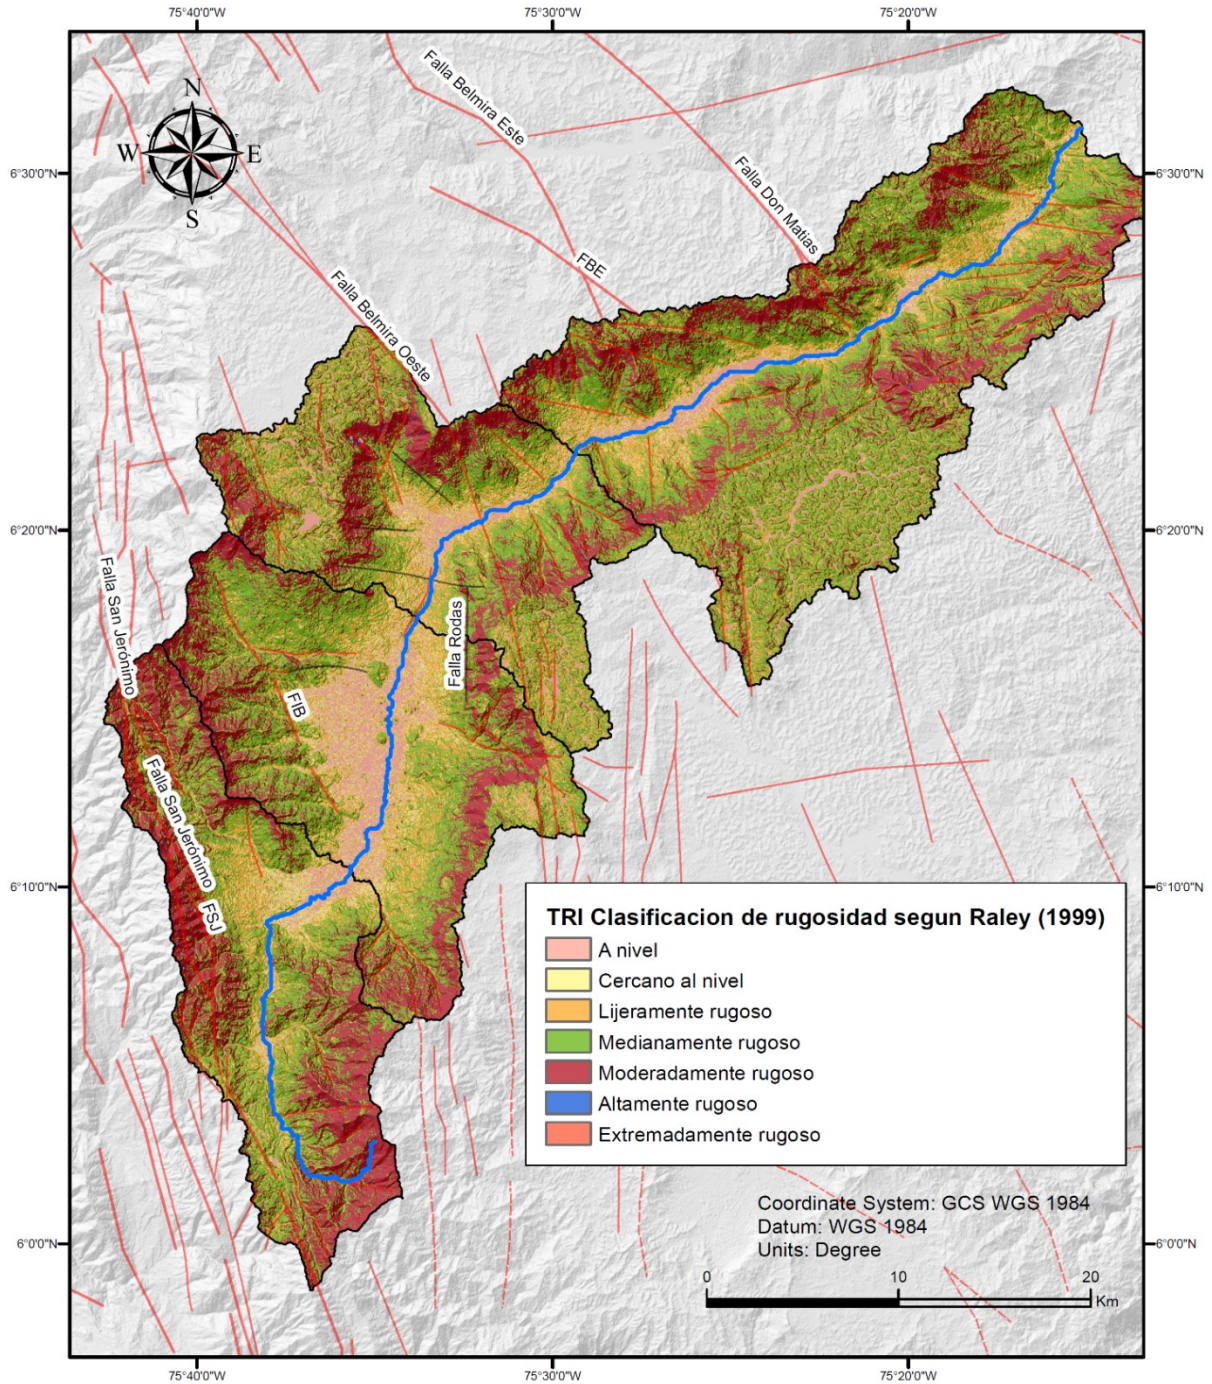 75°40'0"W
75°30'0"W
75°20'0"W
N
W
E
S
Falla Belmira Este
Falla Don Matias
6°30'0"N
6°30'0"N
FBE
Falla Belmira Oeste
6°20'0"N
6°20'0"N
Falla San Jerónimo
Falla Rodas
FIB
Falla San Jerónimo
FSJ
6°10'0"N
6°10'0"N
TRI Clasificacion de rugosidad segun Raley (1999)
A nivel
Cercano al nivel
Lijeramente rugoso
Medianamente rugoso
Moderadamente rugoso
Altamente rugoso
Extremadamente rugoso
Coordinate System: GCS WGS 1984
Datum: WGS 1984
Units: Degree
6°0'0"N
6°0'0"N
0
10
20
Km
75°40'0"W
75°30'0"W
75°20'0"W